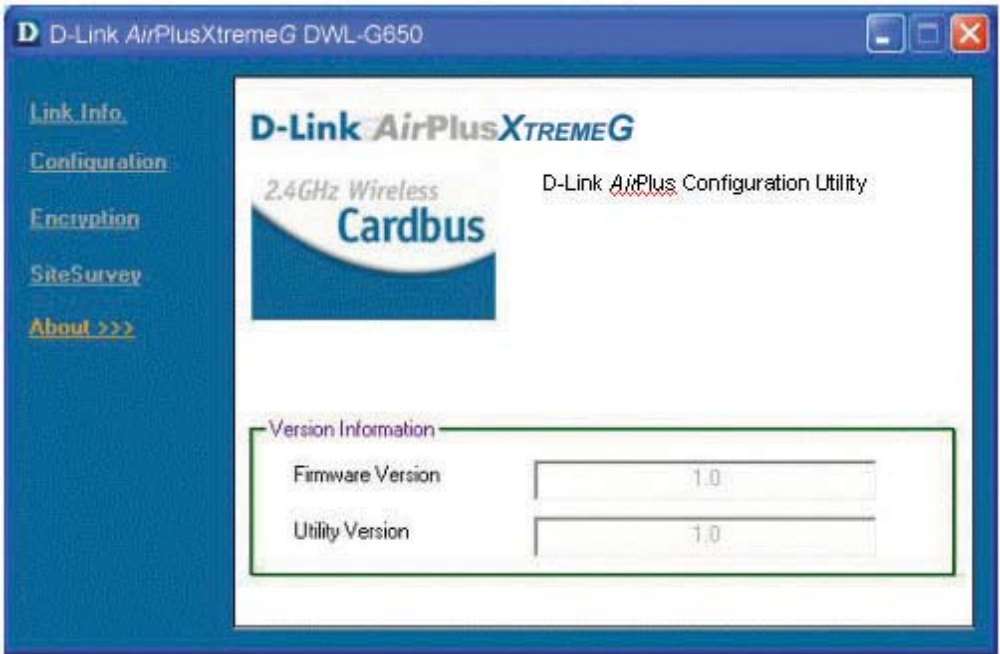 D D-Link AirPlusXtremeG DWL-G650
Link Info.
Configuration
Encryption
SiteSurvey
About >>>
D-Link AirPlusXTREMEG
2.4GHz Wireless
Cardbus
D-Link AirPlus Configuration Utility
Version Information
Firmware Version 1.0
Utility Version 1.0